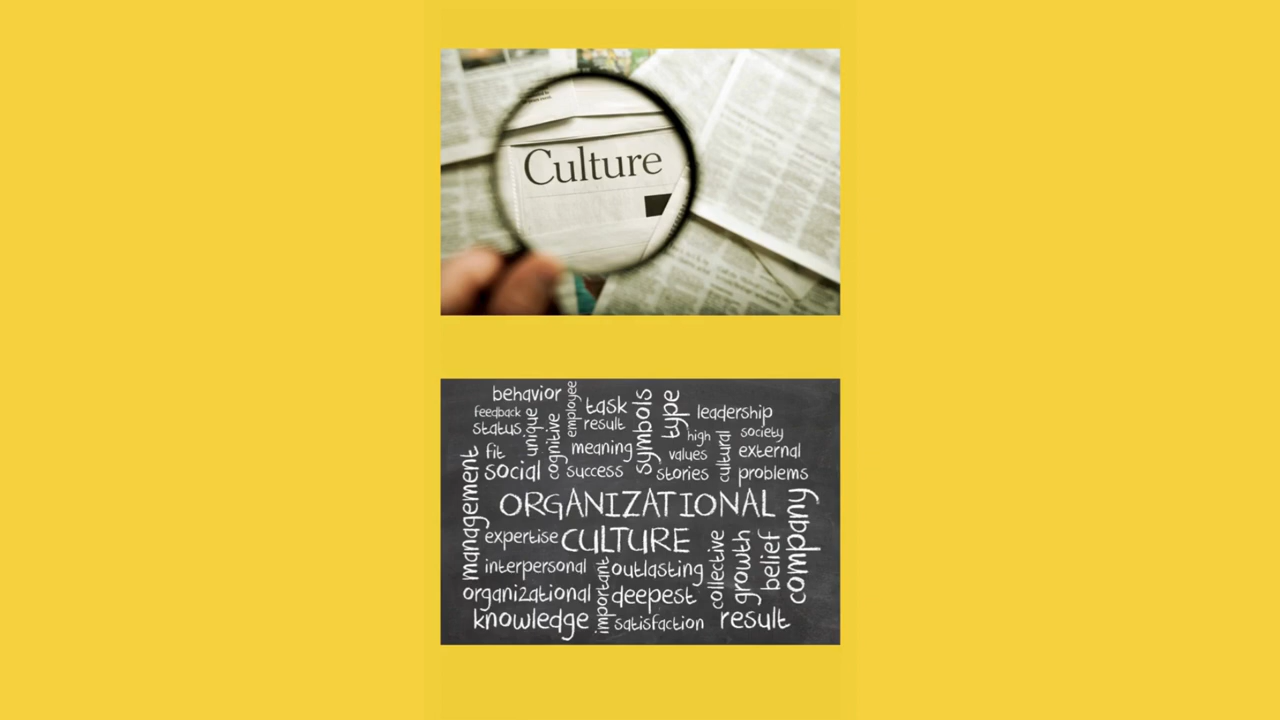 Culture
behavior
feedback
status
unique
cognitive
employee
task
result
symbols
type
leadership
high
society
fit
meaning
values
cultural
external
social
success
stories
problems
management
ORGANIZATIONAL
company
expertise
CULTURE
interpersonal
important
outlasting
collective
growth
belief
organizational
deepest
knowledge
satisfaction
result